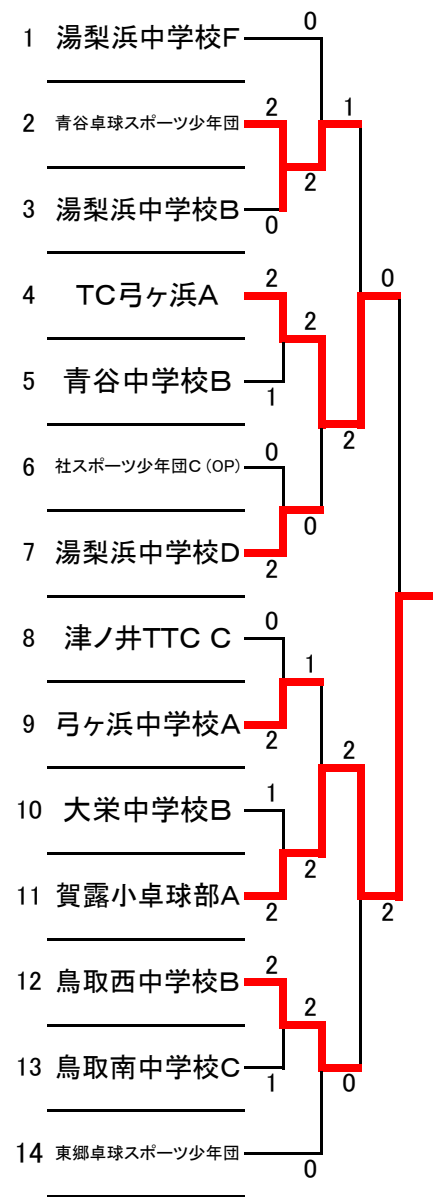 0
1 湯梨浜中学校F
2 1
2 青谷卓球スポーツ少年団
2
3 湯梨浜中学校B
0
2 0
4 TC弓ヶ浜A
2
5 青谷中学校B
1
2
0
6 社スポーツ少年団C(OP)
0
7 湯梨浜中学校D
2
0
8 津ノ井TTC C
1
9 弓ヶ浜中学校A
2
2
1
10 大栄中学校B
2
11 賀露小卓球部A
2 2
2
12 鳥取西中学校B
2
13 鳥取南中学校C
1 0
14 東郷卓球スポーツ少年団
0